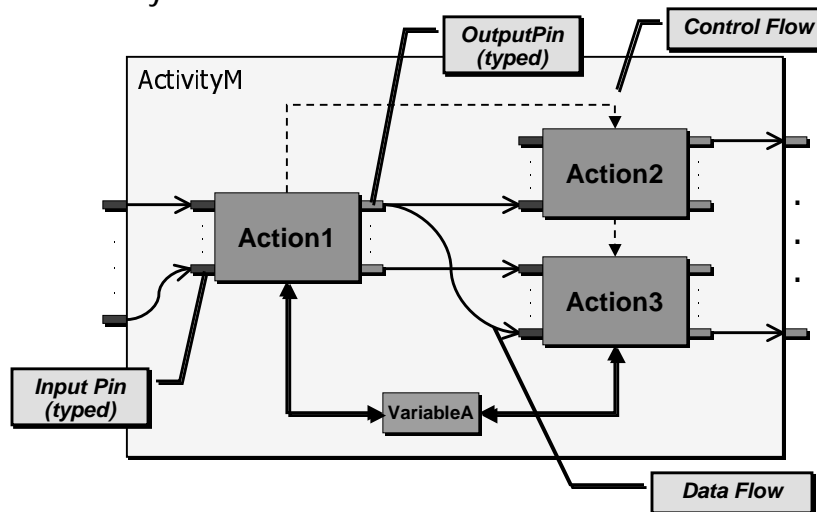 OutputPin
(typed)
Control Flow
ActivityM
Action2
Action1
Action3
Input Pin
(typed)
VariableA
Data Flow